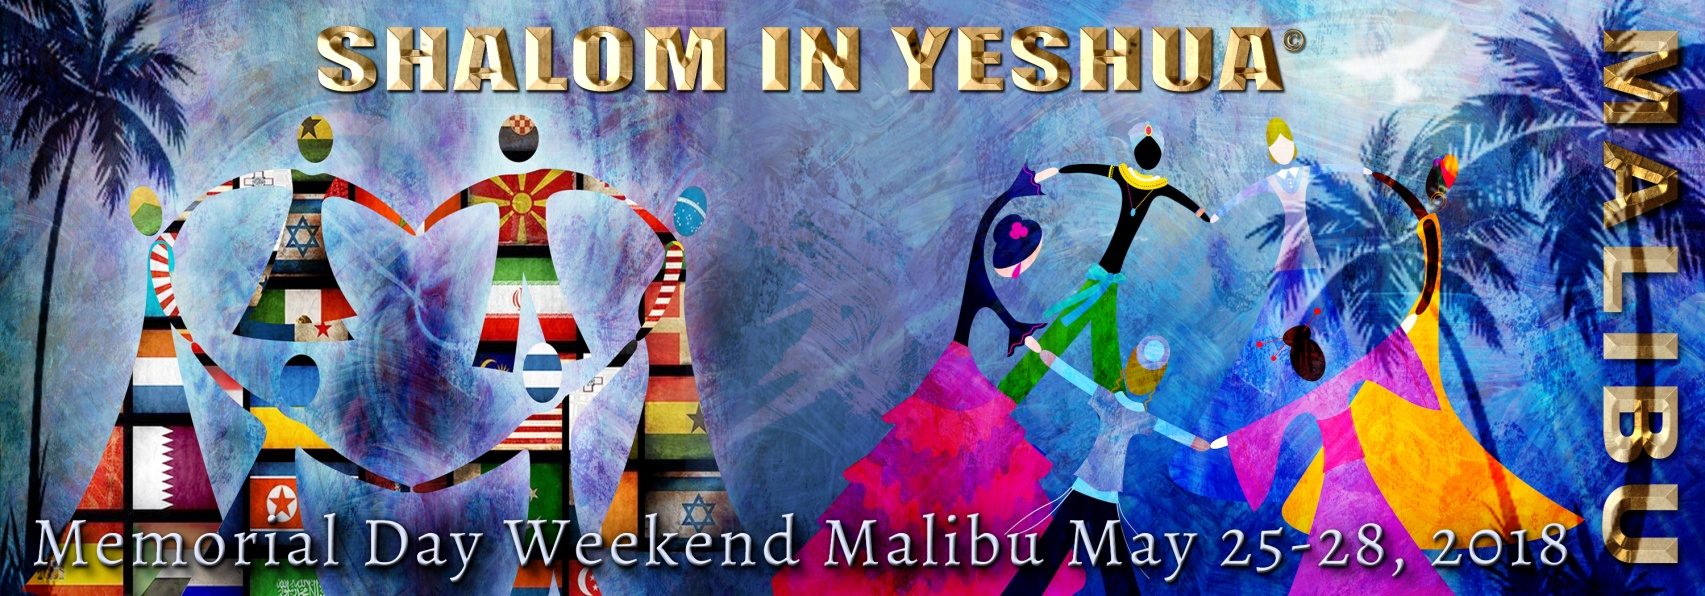 SHALOM IN YESHUA©
MALIBU
Memorial Day Weekend Malibu May 25-28, 2018